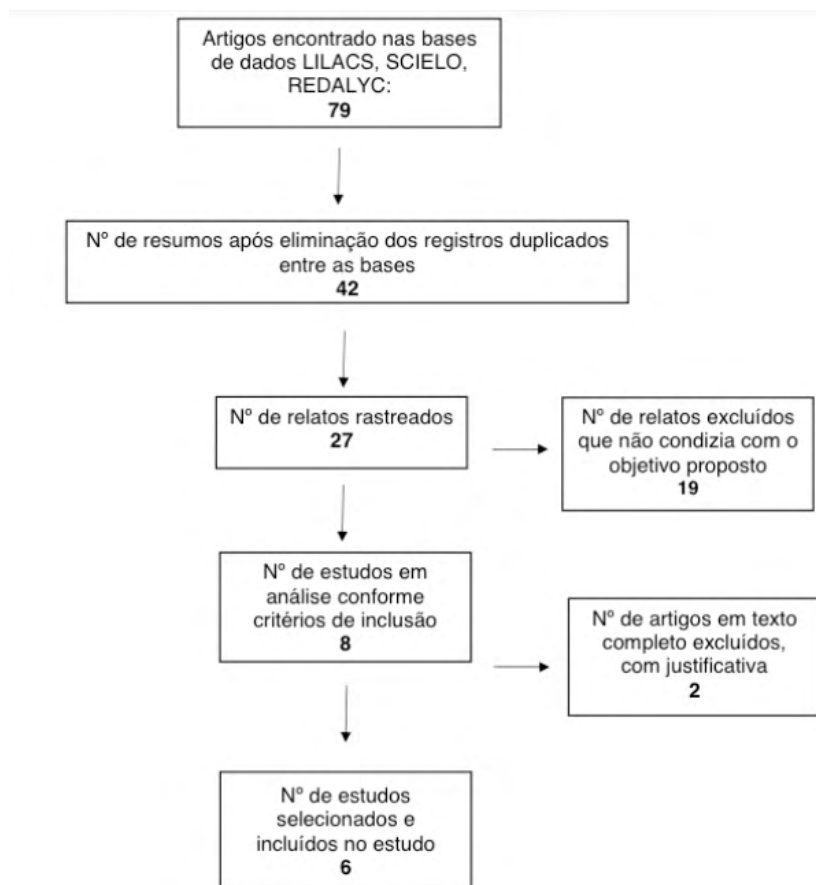 Artigos encontrado nas bases
de dados LILACS, SCIELO,
REDALYC:
79
Nº de resumos após eliminação dos registros duplicados
entre as bases
42
Nº de relatos rastreados
27
Nº de relatos excluídos
que não condizia com o
objetivo proposto
19
Nº de estudos em
análise conforme
critérios de inclusão
8
Nº de artigos em texto
completo excluídos,
com justificativa
2
Nº de estudos
selecionados e
incluídos no estudo
6